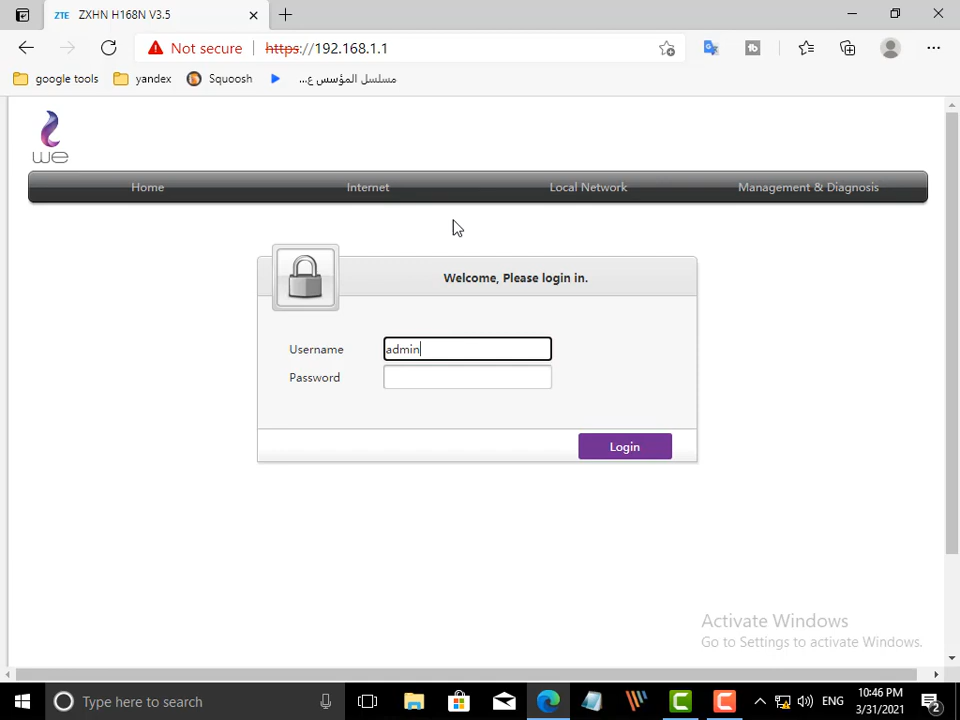 ZTE ZXHN H168N V3.5
Not secure https://192.168.1.1
google tools yandex Squoosh مسلسل المؤسس ع...
we
Home Internet Local Network Management & Diagnosis
Welcome, Please login in.
Username admin
Password
Login
Activate Windows
Go to Settings to activate Windows.
Type here to search
ENG
10:46 PM
3/31/2021
2